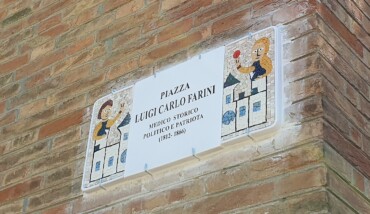 PIAZZA
LUIGI CARLO FARINI
MEDICO STORICO
POLITICO E PATRIOTA
(1812-1866)